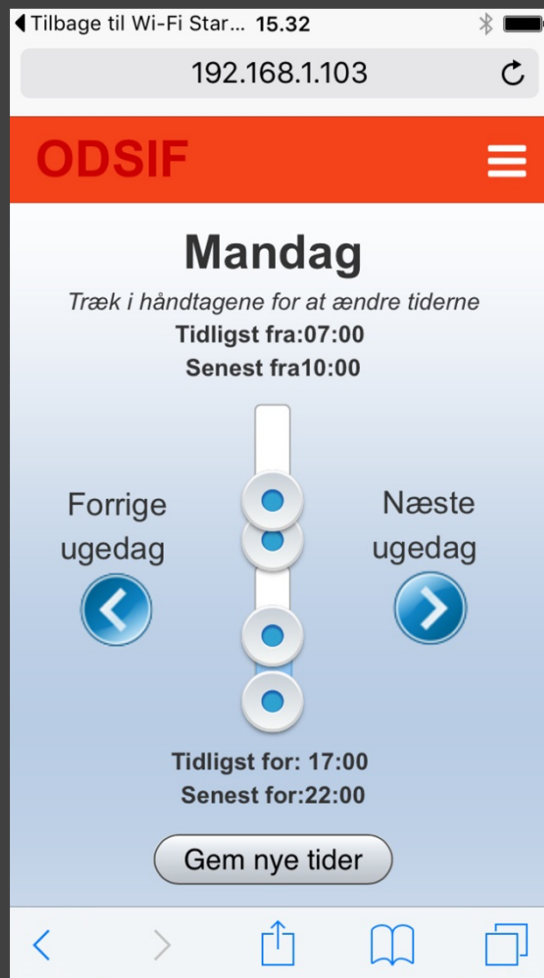 Tilbage til Wi-Fi Star... 15.32
192.168.1.103
ODSIF
Mandag
Træk i håndtagene for at ændre tiderne
Tidligst fra:07:00
Senest fra10:00
Forrige
ugedag
Næste
ugedag
Tidligst for: 17:00
Senest for:22:00
Gem nye tider